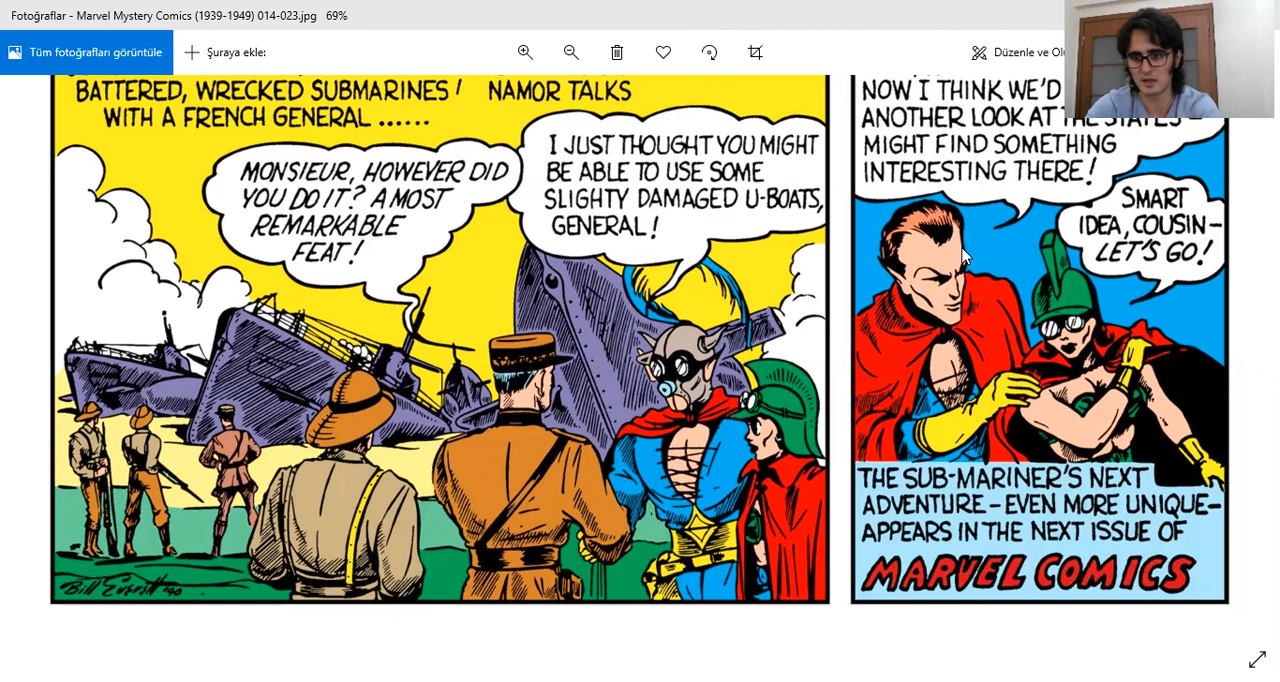 Fotoğraflar - Marvel Mystery Comics (1939-1949) 014-023.jpg 69%
Tüm fotoğrafları görüntüle
Şuraya ekle:
Düzenle ve
BATTERED, WRECKED SUBMARINES! NAMOR TALKS
WITH A FRENCH GENERAL ......
MONSIEUR, HOWEVER DID
YOU DO IT? A MOST
REMARKABLE
FEAT!
I JUST THOUGHT YOU MIGHT
BE ABLE TO USE SOME
SLIGHTY DAMAGED U-BOATS,
GENERAL!
Bill Everett '40
NOW I THINK WE'D
ANOTHER LOOK AT THE STATES -
MIGHT FIND SOMETHING
INTERESTING THERE!
SMART
IDEA, COUSIN-
LET'S GO!
THE SUB-MARINER'S NEXT
ADVENTURE - EVEN MORE UNIQUE-
APPEARS IN THE NEXT ISSUE OF
MARVEL COMICS